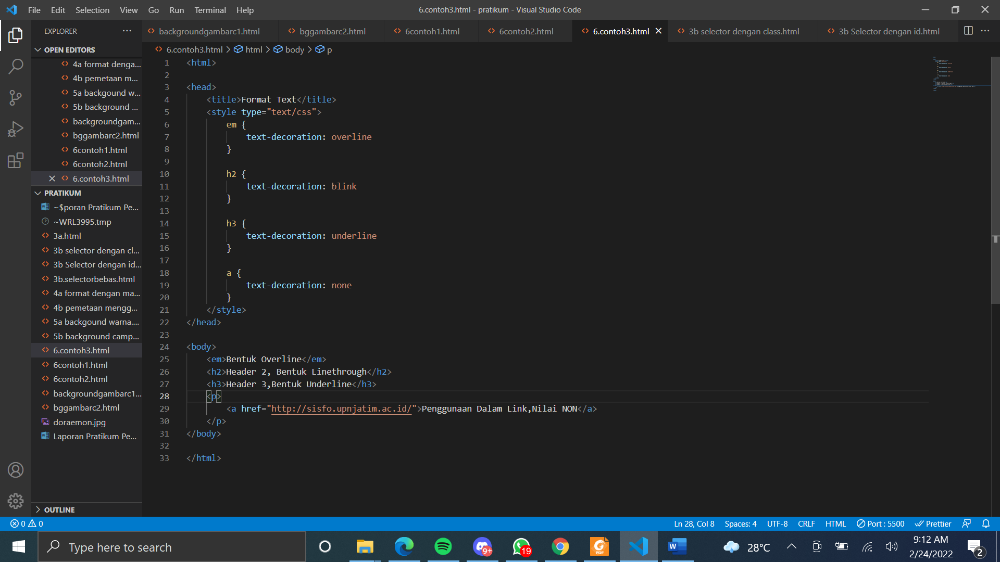 File Edit Selection View Go Run Terminal Help
6.contoh3.html - pratikum - Visual Studio Code
EXPLORER
backgroundgambarc1.html
bggambarc2.html
6contoh1.html
6contoh2.html
6.contoh3.html
3b selector dengan class.html
3b Selector dengan id.html
OPEN EDITORS
4a format denga...
4b pemetaan m...
5a backgound w...
5b background ...
backgroundgam...
bggambarc2.html
6contoh1.html
6contoh2.html
6.contoh3.html
PRATIKUM
~$poran Pratikum Pe...
~WRL3995.tmp
3a.html
3b selector dengan cl...
3b Selector dengan id...
3b.selectorbebas.html
4a format dengan ma...
4b pemetaan mengg...
5a backgound warna....
5b background camp...
6.contoh3.html
6contoh1.html
6contoh2.html
backgroundgambarc1...
bggambarc2.html
doraemon.jpg
Laporan Pratikum Pe...
OUTLINE
6.contoh3.html > html > body > p
1 <html>
2
3 <head>
4 <title>Format Text</title>
5 <style type="text/css">
6 em {
7 text-decoration: overline
8 }
9
10 h2 {
11 text-decoration: blink
12 }
13
14 h3 {
15 text-decoration: underline
16 }
17
18 a {
19 text-decoration: none
20 }
21 </style>
22 </head>
23
24 <body>
25 <em>Bentuk Overline</em>
26 <h2>Header 2, Bentuk Linethrough</h2>
27 <h3>Header 3,Bentuk Underline</h3>
28 <p>
29 <a href="http://sisfo.upnjatim.ac.id/">Penggunaan Dalam Link,Nilai NON</a>
30 </p>
31 </body>
32
33 </html>
0 0 Ln 28, Col 8 Spaces: 4 UTF-8 CRLF HTML Port : 5500 Prettier
Type here to search
9+
19
PDF
W
28°C
9:12 AM
2/24/2022
2